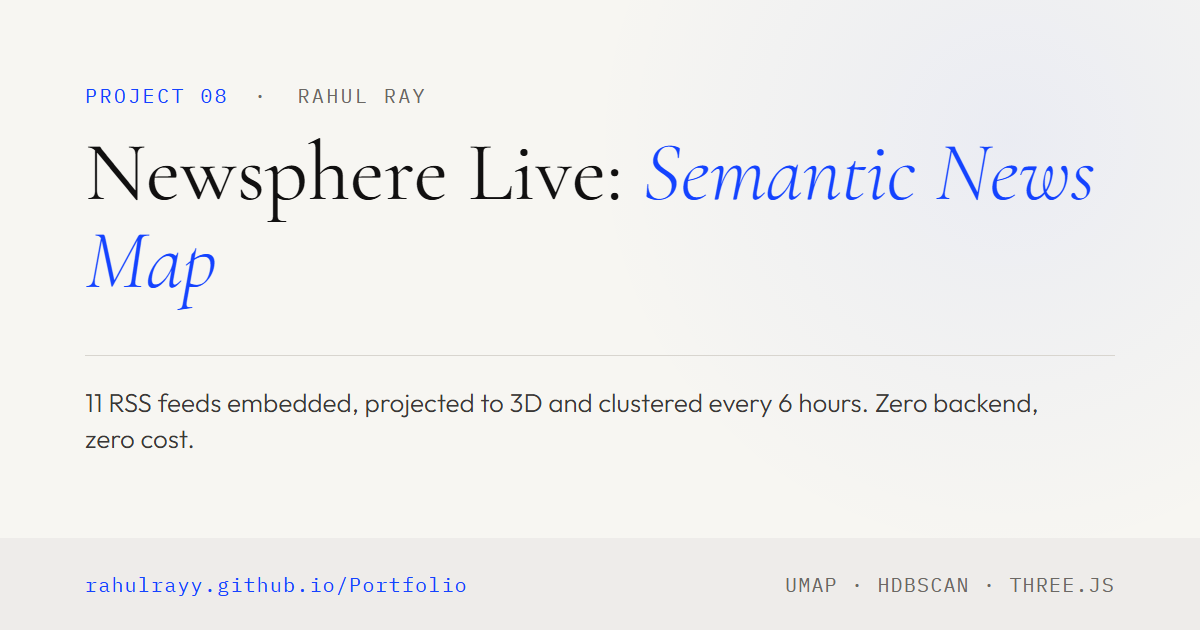 PROJECT 08 · RAHUL RAY
Newsphere Live: Semantic News
Map
11 RSS feeds embedded, projected to 3D and clustered every 6 hours. Zero backend,
zero cost.
rahulrayy.github.io/Portfolio
UMAP · HDBSCAN · THREE.JS